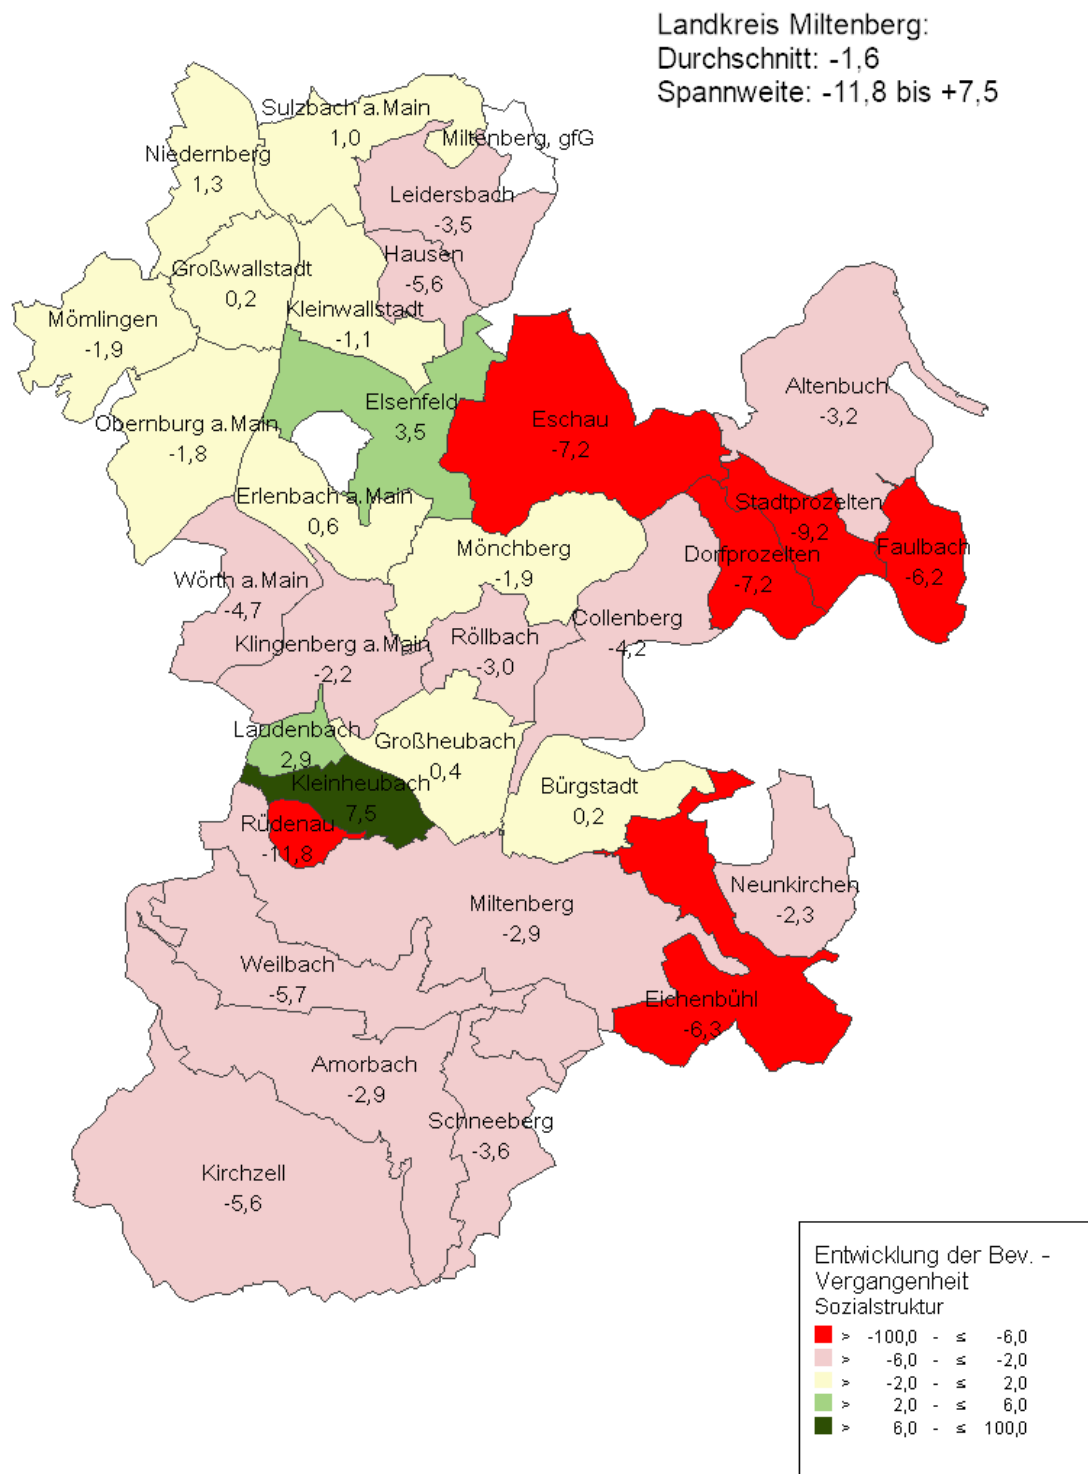 Landkreis Miltenberg:
Durchschnitt: -1,6
Spannweite: -11,8 bis +7,5
Sulzbach a.Main
1,0
Miltenberg, gfG
Niedernberg
1,3
Leidersbach
-3,5
Hausen
-5,6
Großwallstadt
0,2
Kleinwallstadt
-1,1
Mömlingen
-1,9
Altenbuch
-3,2
Elsenfeld
3,5
Eschau
-7,2
Obernburg a.Main
-1,8
Erlenbach a.Main
0,6
Stadtprozelten
-9,2
Mönchberg
-1,9
Dorfprozelten
-7,2
Faulbach
-6,2
Wörth a.Main
-4,7
Collenberg
-4,2
Klingenberg a.Main
-2,2
Röllbach
-3,0
Laudenbach
2,9
Großheubach
0,4
Kleinheubach
7,5
Bürgstadt
0,2
Rüdenau
-11,8
Miltenberg
-2,9
Neunkirchen
-2,3
Weilbach
-5,7
Eichenbühl
-6,3
Amorbach
-2,9
Schneeberg
-3,6
Kirchzell
-5,6
Entwicklung der Bev. -
Vergangenheit
Sozialstruktur
> -100,0 - ≤ -6,0
> -6,0 - ≤ -2,0
> -2,0 - ≤ 2,0
> 2,0 - ≤ 6,0
> 6,0 - ≤ 100,0